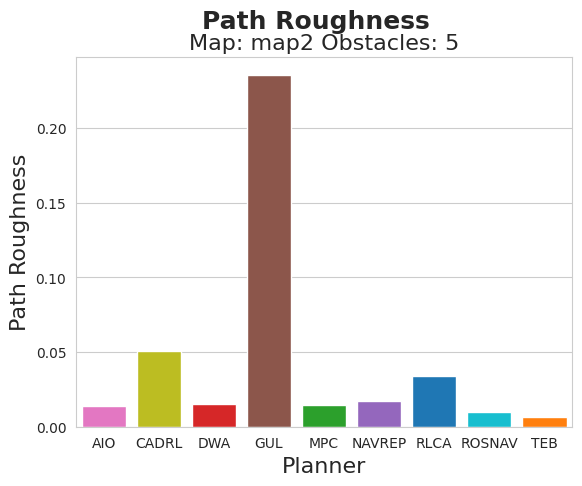 Path Roughness
Map: map2 Obstacles: 5
Path Roughness
0.20
0.15
0.10
0.05
0.00
AIO CADRL DWA GUL MPC NAVREP RLCA ROSNAV TEB
Planner